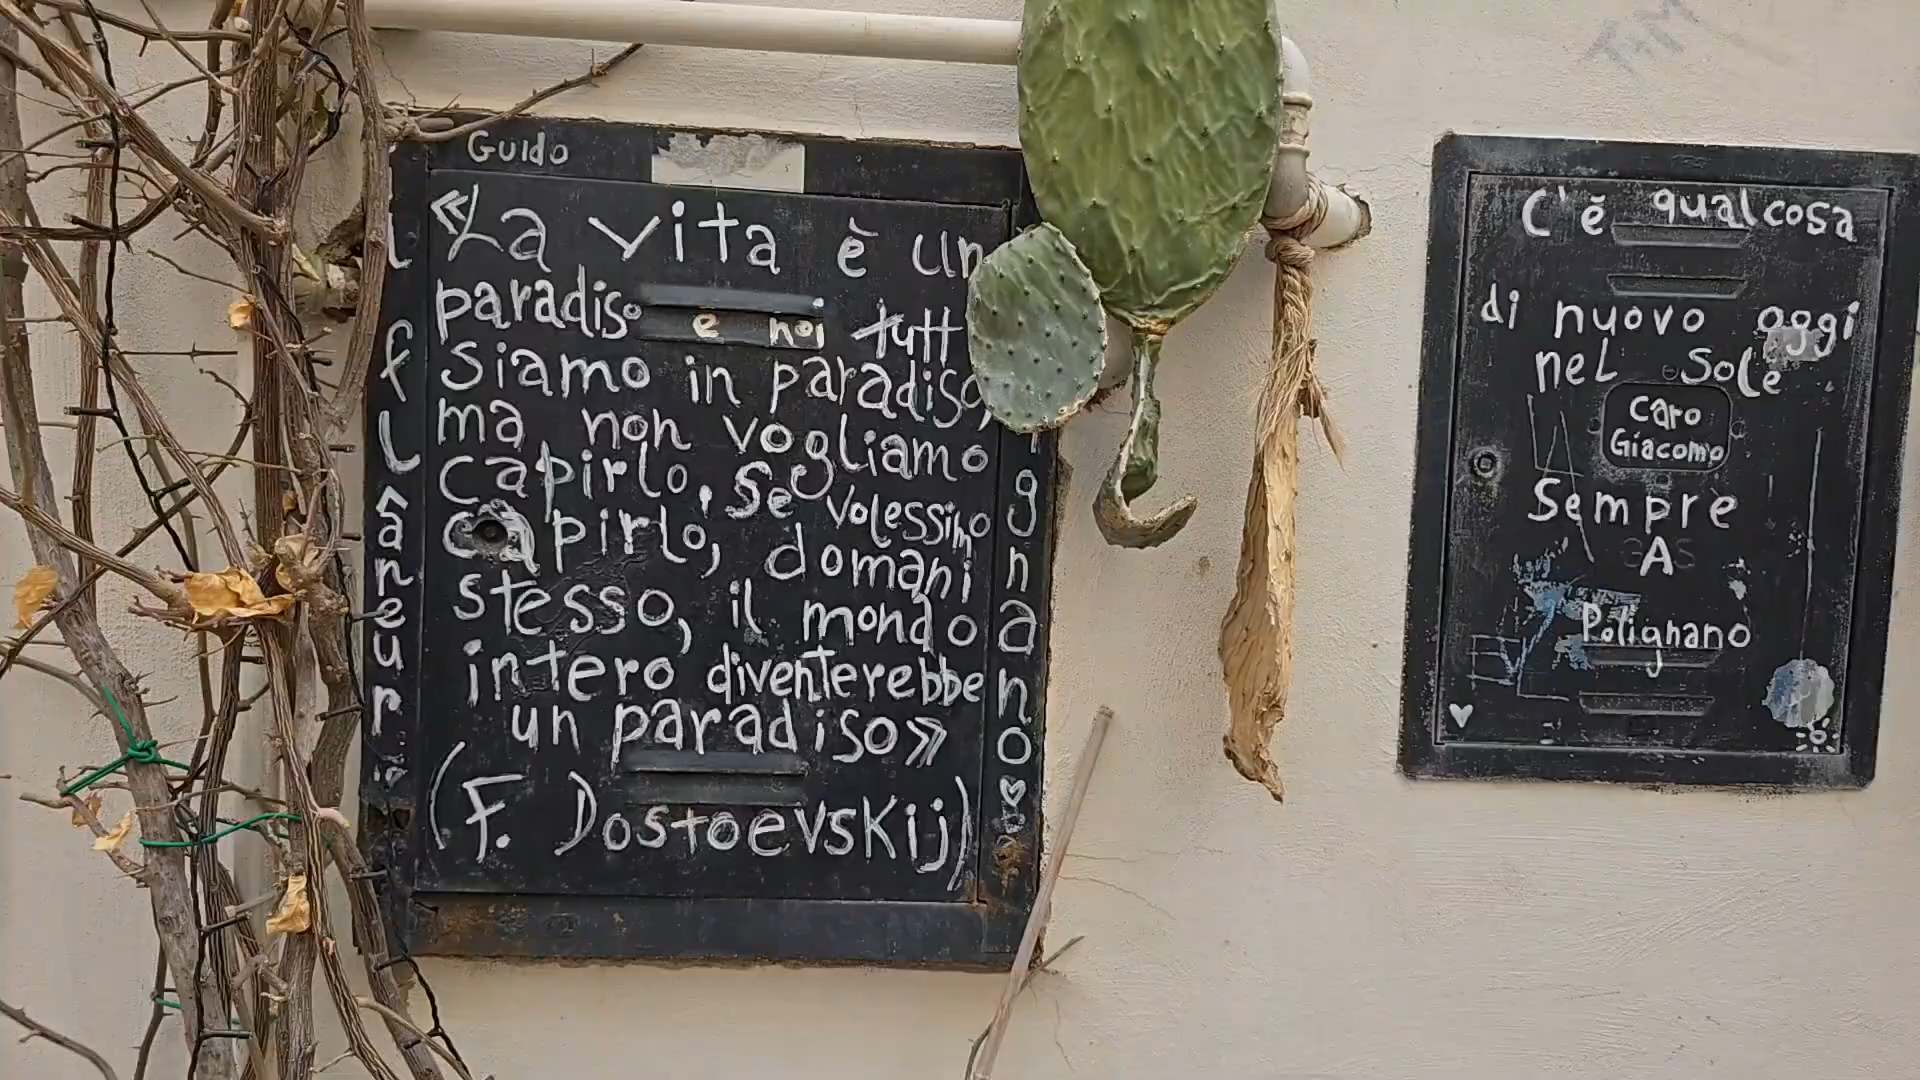 Guido
«La vita è un
paradiso e noi tutt
siamo in paradiso,
ma non vogliamo
capirlo, se volessimo
capirlo, domani
stesso, il mondo
intero diventerebbe
un paradiso»
(F. Dostoevskij)
il flâneur
ignano
C'è qualcosa
di nuovo oggi
nel sole
caro
Giacomo
sempre
A
Polignano
TAM